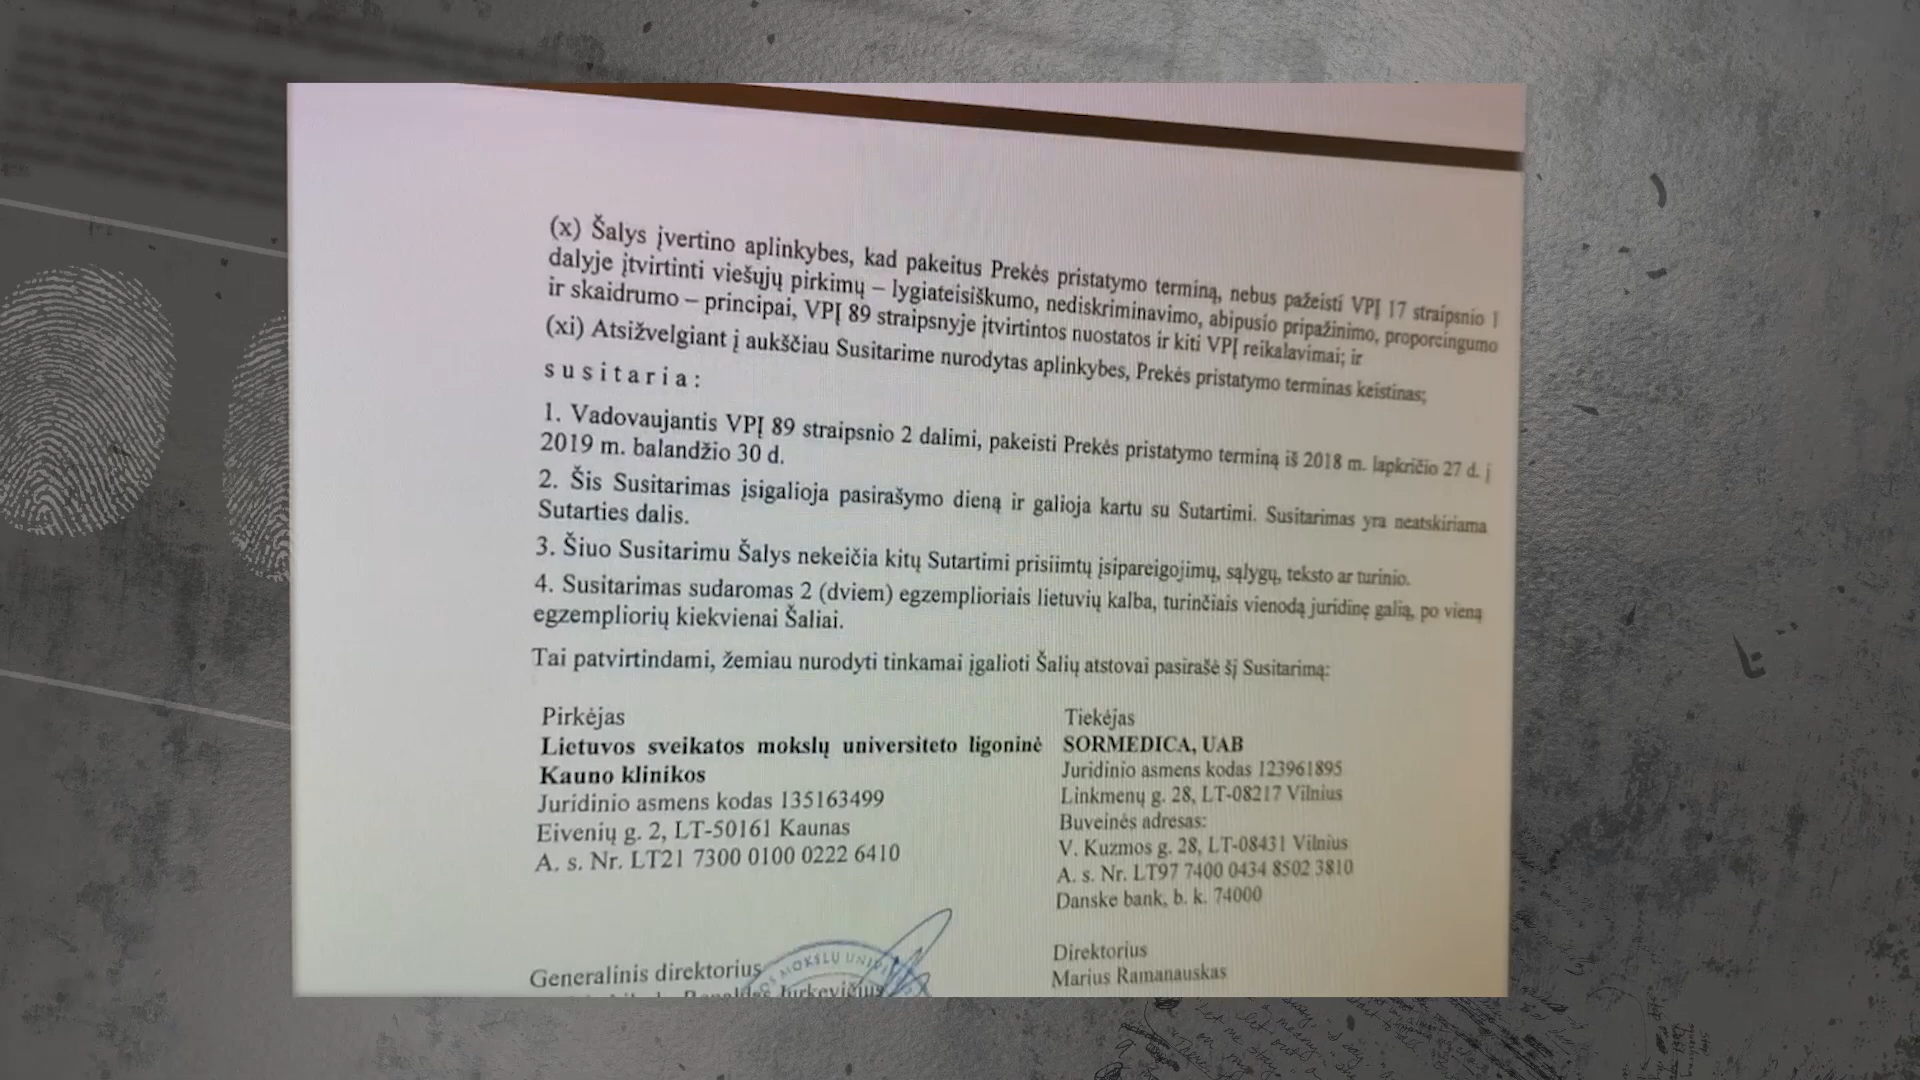 (x) Šalys įvertino aplinkybes, kad pakeitus Prekės pristatymo terminą, nebus pažeisti VPĮ 17 straipsnio 1
dalyje įtvirtinti viešųjų pirkimų – lygiateisiškumo, nediskriminavimo, abipusio pripažinimo, proporcingumo
ir skaidrumo – principai, VPĮ 89 straipsnyje įtvirtintos nuostatos ir kiti VPĮ reikalavimai; ir
(xi) Atsižvelgiant į aukščiau Susitarime nurodytas aplinkybes, Prekės pristatymo terminas keistinas;
susitaria:
1. Vadovaujantis VPĮ 89 straipsnio 2 dalimi, pakeisti Prekės pristatymo terminą iš 2018 m. lapkričio 27 d. į
2019 m. balandžio 30 d.
2. Šis Susitarimas įsigalioja pasirašymo dieną ir galioja kartu su Sutartimi. Susitarimas yra neatskiriama
Sutarties dalis.
3. Šiuo Susitarimu Šalys nekeičia kitų Sutartimi prisiimtų įsipareigojimų, sąlygų, teksto ar turinio.
4. Susitarimas sudaromas 2 (dviem) egzemplioriais lietuvių kalba, turinčiais vienodą juridinę galią, po vieną
egzempliorių kiekvienai Šaliai.
Tai patvirtindami, žemiau nurodyti tinkamai įgalioti Šalių atstovai pasirašė šį Susitarimą:
Pirkėjas
Lietuvos sveikatos mokslų universiteto ligoninė
Kauno klinikos
Juridinio asmens kodas 135163499
Eivenių g. 2, LT-50161 Kaunas
A. s. Nr. LT21 7300 0100 0222 6410
Generalinis direktorius
Jurkevičius
MOKSLŲ
Tiekėjas
SORMEDICA, UAB
Juridinio asmens kodas 123961895
Linkmenų g. 28, LT-08217 Vilnius
Buveinės adresas:
V. Kuzmos g. 28, LT-08431 Vilnius
A. s. Nr. LT97 7400 0434 8502 3810
Danske bank, b. k. 74000
Direktorius
Marius Ramanauskas